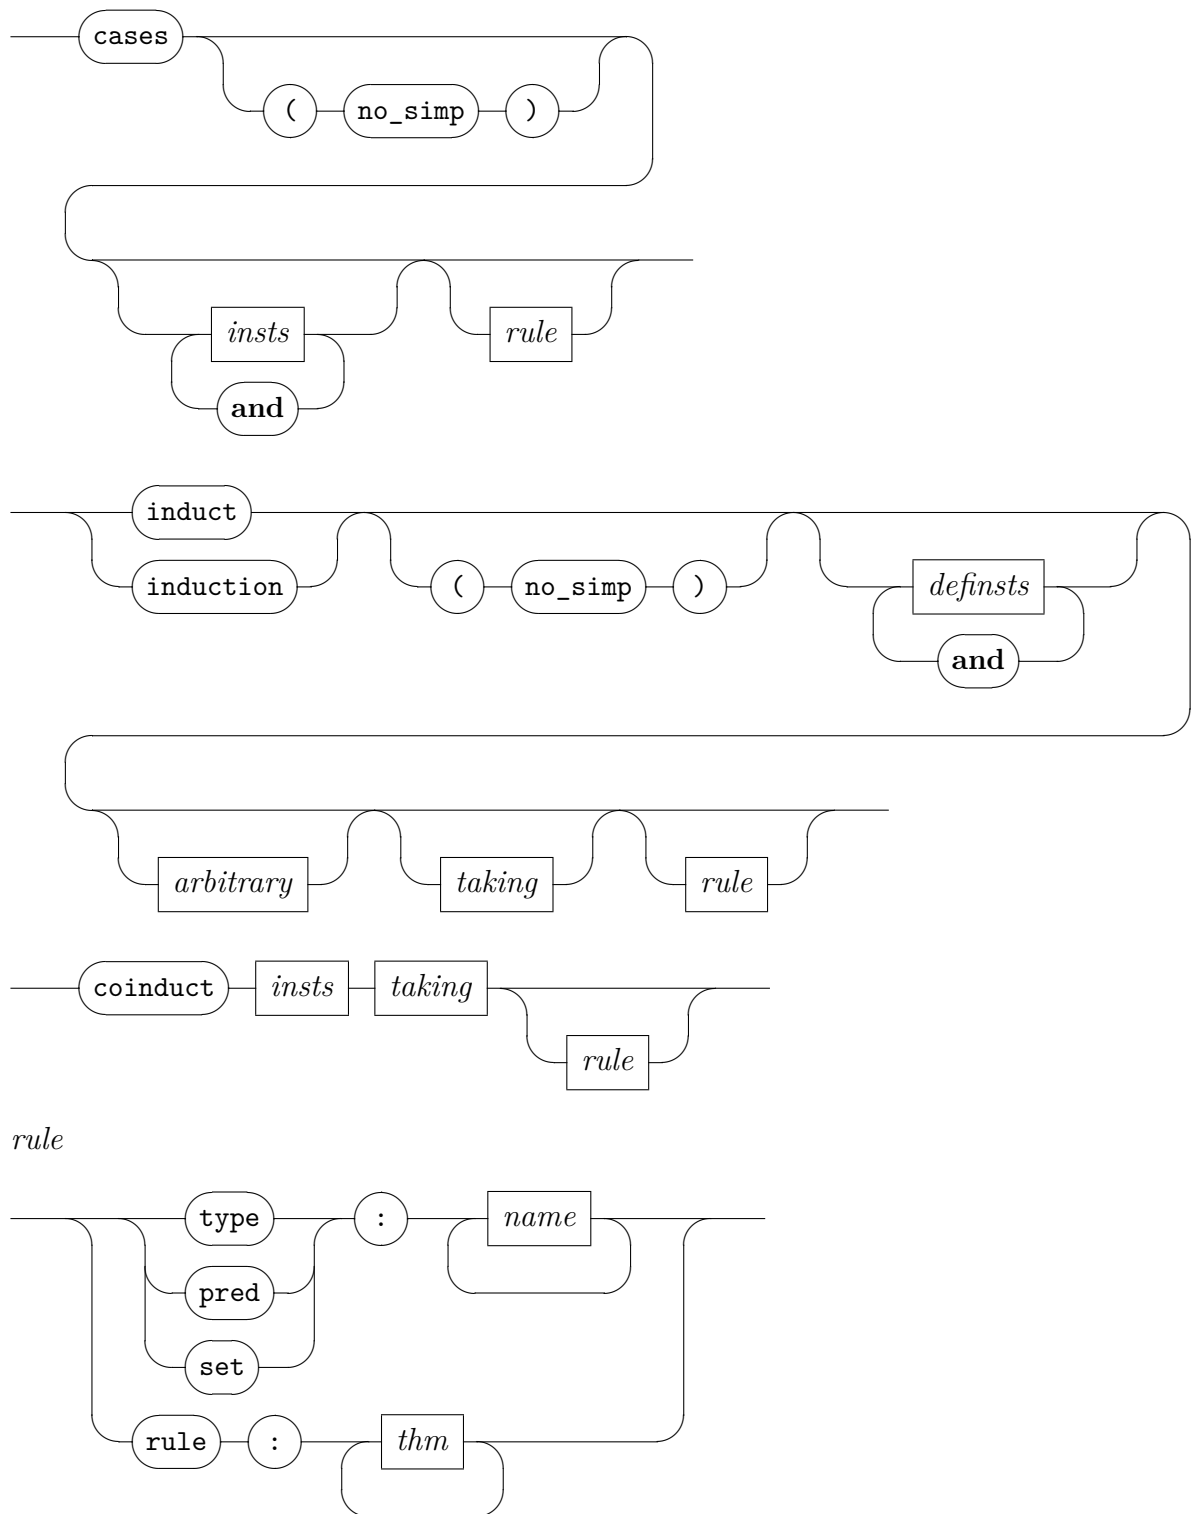 cases
( no_simp )
insts rule
and
induct
induction ( no_simp ) definsts
and
arbitrary taking rule
coinduct insts taking
rule
rule
type : name
pred
set
rule : thm